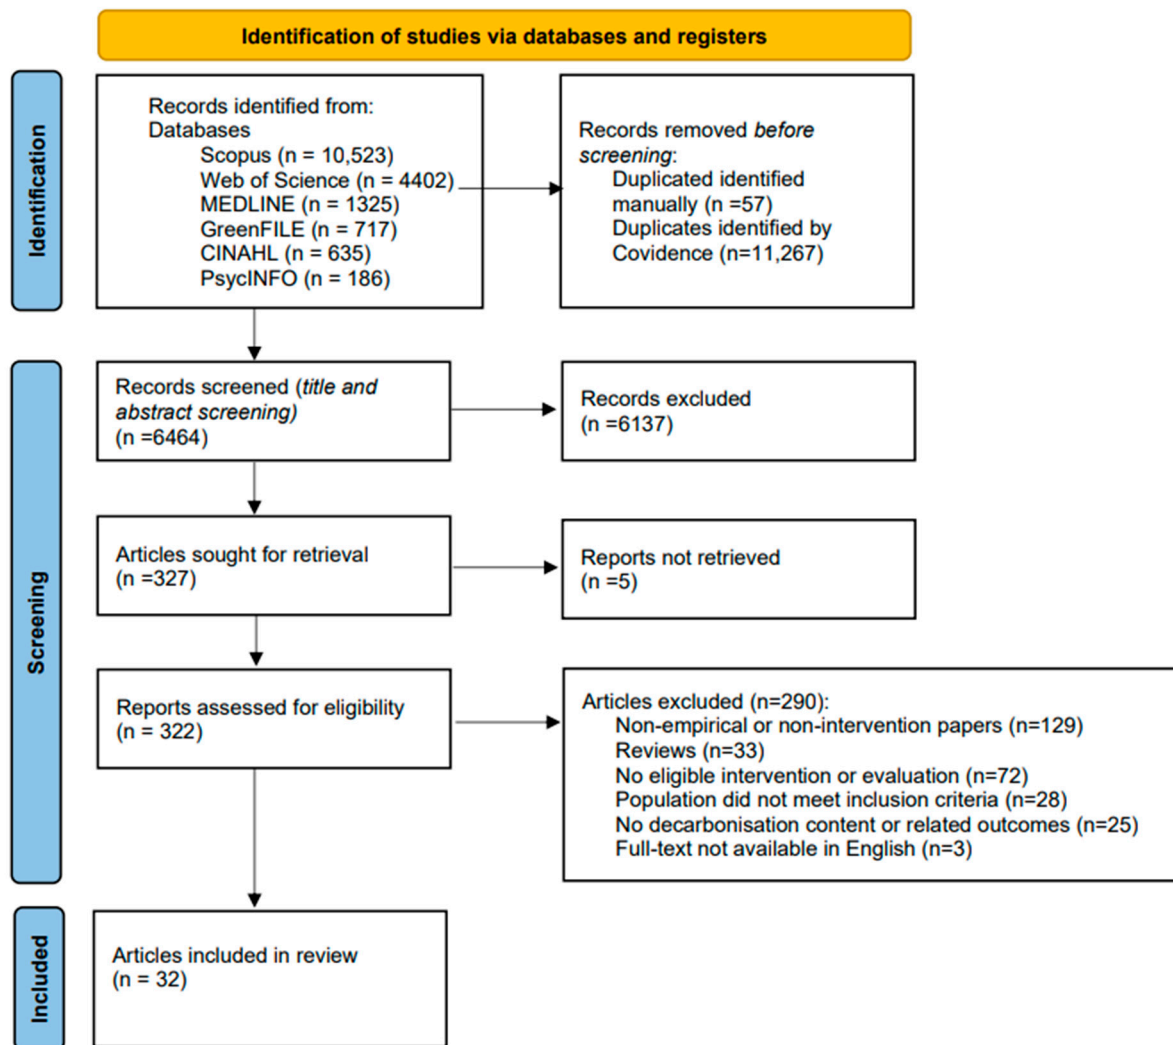 Identification of studies via databases and registers
Identification
Records identified from:
Databases
Scopus (n = 10,523)
Web of Science (n = 4402)
MEDLINE (n = 1325)
GreenFILE (n = 717)
CINAHL (n = 635)
PsycINFO (n = 186)
Records removed before
screening:
Duplicated identified
manually (n =57)
Duplicates identified by
Covidence (n=11,267)
Screening
Records screened (title and
abstract screening)
(n =6464)
Records excluded
(n =6137)
Articles sought for retrieval
(n =327)
Reports not retrieved
(n =5)
Reports assessed for eligibility
(n = 322)
Articles excluded (n=290):
Non-empirical or non-intervention papers (n=129)
Reviews (n=33)
No eligible intervention or evaluation (n=72)
Population did not meet inclusion criteria (n=28)
No decarbonisation content or related outcomes (n=25)
Full-text not available in English (n=3)
Included
Articles included in review
(n = 32)